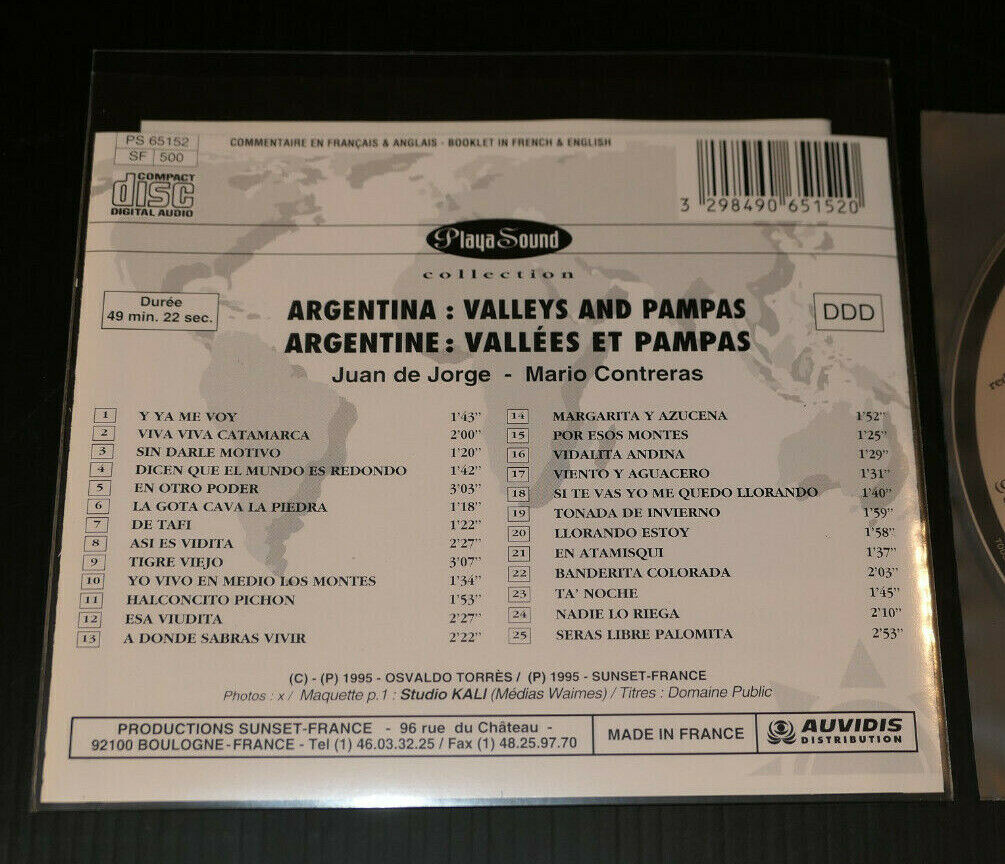 PS 65152
SF 500
COMMENTAIRE EN FRANÇAIS & ANGLAIS - BOOKLET IN FRENCH & ENGLISH
COMPACT
disc
DIGITAL AUDIO
3 298490 651520
Playa Sound
collection
Durée
49 min. 22 sec.
ARGENTINA : VALLEYS AND PAMPAS
DDD
ARGENTINE : VALLÉES ET PAMPAS
Juan de Jorge - Mario Contreras
1 Y YA ME VOY 1'43"
2 VIVA VIVA CATAMARCA 2'00"
3 SIN DARLE MOTIVO 1'20"
4 DICEN QUE EL MUNDO ES REDONDO 1'42"
5 EN OTRO PODER 3'03"
6 LA GOTA CAVA LA PIEDRA 1'18"
7 DE TAFI 1'22"
8 ASI ES VIDITA 2'27"
9 TIGRE VIEJO 3'07"
10 YO VIVO EN MEDIO LOS MONTES 1'34"
11 HALCONCITO PICHON 1'53"
12 ESA VIUDITA 2'27"
13 A DONDE SABRAS VIVIR 2'22"
14 MARGARITA Y AZUCENA 1'52"
15 POR ESOS MONTES 1'25"
16 VIDALITA ANDINA 1'29"
17 VIENTO Y AGUACERO 1'31"
18 SI TE VAS YO ME QUEDO LLORANDO 1'40"
19 TONADA DE INVIERNO 1'59"
20 LLORANDO ESTOY 1'58"
21 EN ATAMISQUI 1'37"
22 BANDERITA COLORADA 2'03"
23 TA' NOCHE 1'45"
24 NADIE LO RIEGA 2'10"
25 SERAS LIBRE PALOMITA 2'53"
(C) - (P) 1995 - OSVALDO TORRÈS / (P) 1995 - SUNSET-FRANCE
Photos : x / Maquette p.1 : Studio KALI (Médias Waimes) / Titres : Domaine Public
PRODUCTIONS SUNSET-FRANCE - 96 rue du Château -
92100 BOULOGNE-FRANCE - Tel (1) 46.03.32.25 / Fax (1) 48.25.97.70
MADE IN FRANCE
AUVIDIS
DISTRIBUTION